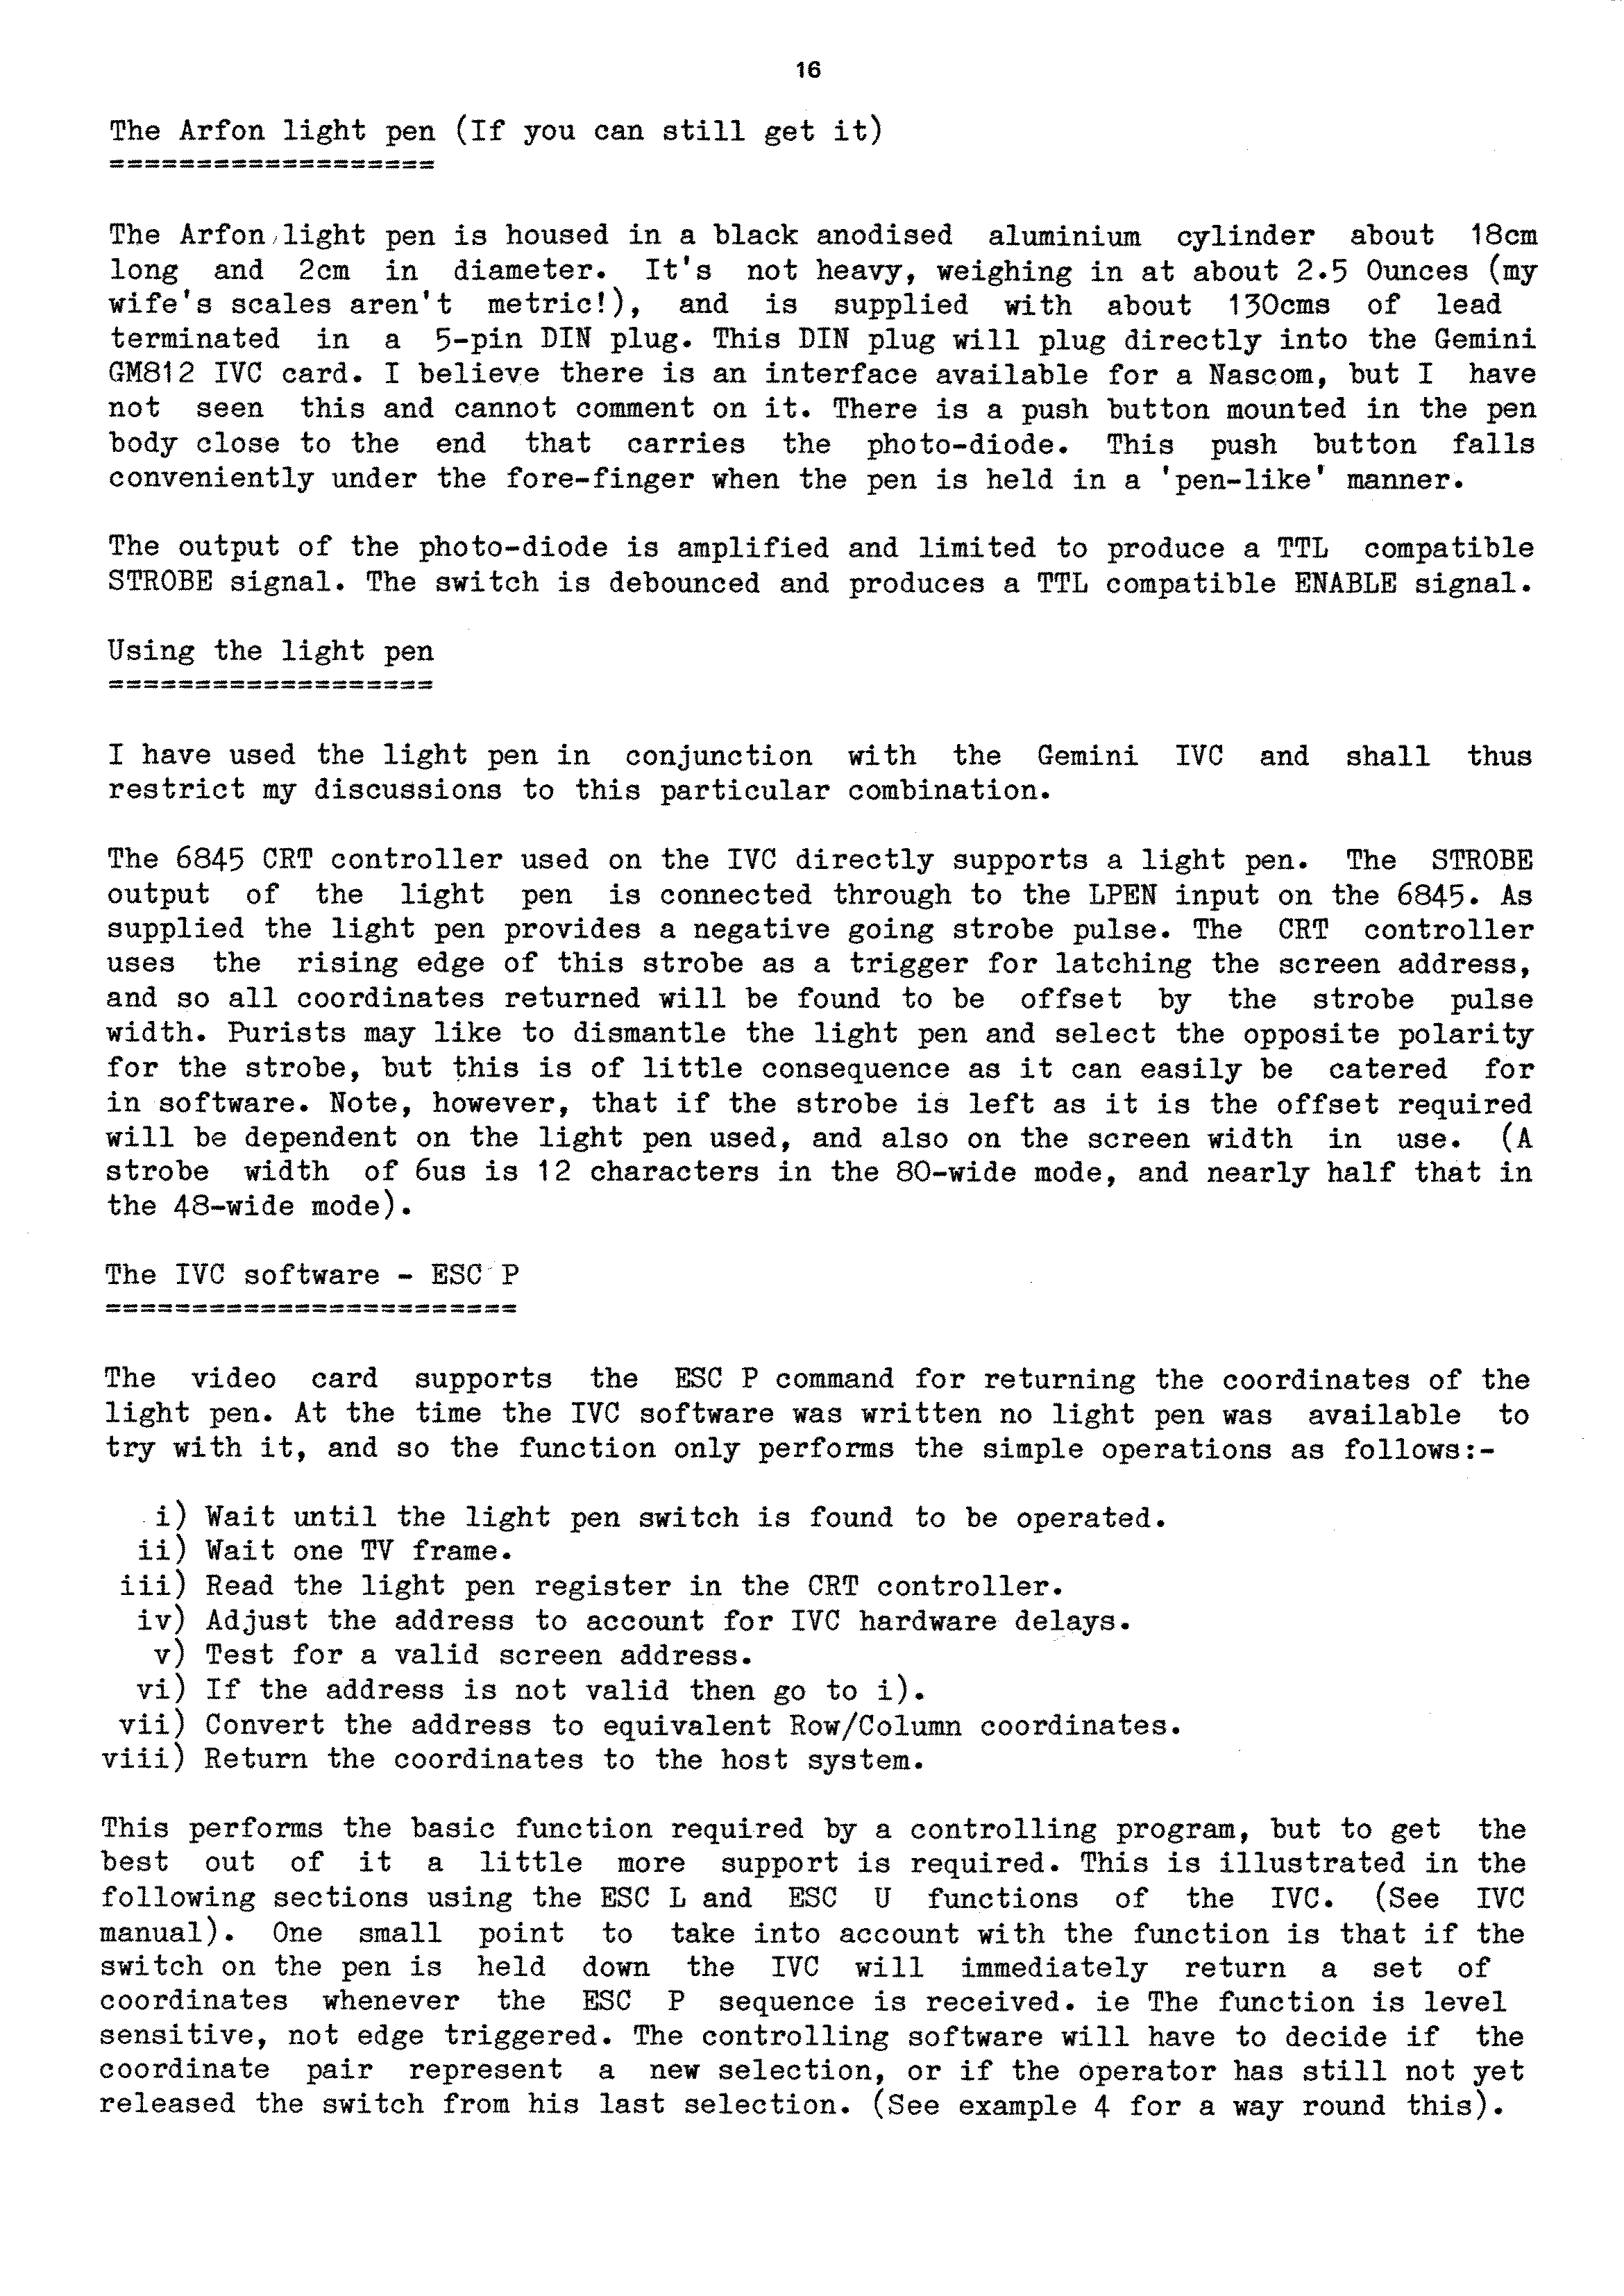 16
The Arfon light pen (If you can still get it)
===================
The Arfon light pen is housed in a black anodised aluminium cylinder about 18cm
long and 2cm in diameter. It's not heavy, weighing in at about 2.5 Ounces (my
wife's scales aren't metric!), and is supplied with about 130cms of lead
terminated in a 5-pin DIN plug. This DIN plug will plug directly into the Gemini
GM812 IVC card. I believe there is an interface available for a Nascom, but I have
not seen this and cannot comment on it. There is a push button mounted in the pen
body close to the end that carries the photo-diode. This push button falls
conveniently under the fore-finger when the pen is held in a 'pen-like' manner.
The output of the photo-diode is amplified and limited to produce a TTL compatible
STROBE signal. The switch is debounced and produces a TTL compatible ENABLE signal.
Using the light pen
===================
I have used the light pen in conjunction with the Gemini IVC and shall thus
restrict my discussions to this particular combination.
The 6845 CRT controller used on the IVC directly supports a light pen. The STROBE
output of the light pen is connected through to the LPEN input on the 6845. As
supplied the light pen provides a negative going strobe pulse. The CRT controller
uses the rising edge of this strobe as a trigger for latching the screen address,
and so all coordinates returned will be found to be offset by the strobe pulse
width. Purists may like to dismantle the light pen and select the opposite polarity
for the strobe, but this is of little consequence as it can easily be catered for
in software. Note, however, that if the strobe is left as it is the offset required
will be dependent on the light pen used, and also on the screen width in use. (A
strobe width of 6us is 12 characters in the 80-wide mode, and nearly half that in
the 48-wide mode).
The IVC software - ESC P
========================
The video card supports the ESC P command for returning the coordinates of the
light pen. At the time the IVC software was written no light pen was available to
try with it, and so the function only performs the simple operations as follows:-
i) Wait until the light pen switch is found to be operated.
ii) Wait one TV frame.
iii) Read the light pen register in the CRT controller.
iv) Adjust the address to account for IVC hardware delays.
v) Test for a valid screen address.
vi) If the address is not valid then go to i).
vii) Convert the address to equivalent Row/Column coordinates.
viii) Return the coordinates to the host system.
This performs the basic function required by a controlling program, but to get the
best out of it a little more support is required. This is illustrated in the
following sections using the ESC L and ESC U functions of the IVC. (See IVC
manual). One small point to take into account with the function is that if the
switch on the pen is held down the IVC will immediately return a set of
coordinates whenever the ESC P sequence is received. ie The function is level
sensitive, not edge triggered. The controlling software will have to decide if the
coordinate pair represent a new selection, or if the operator has still not yet
released the switch from his last selection. (See example 4 for a way round this).